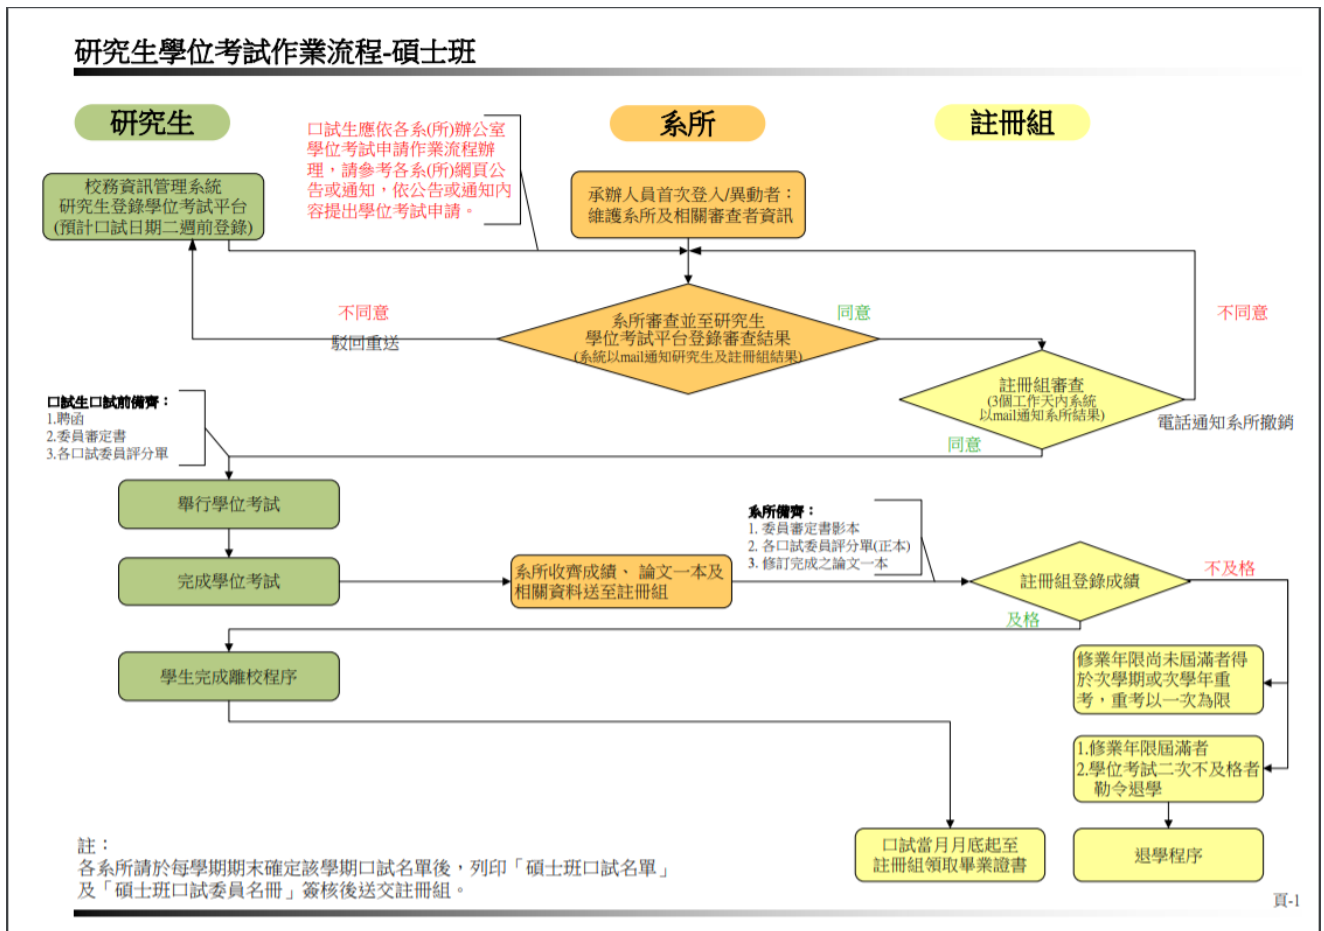 研究生學位考試作業流程-碩士班
研究生
系所
註冊組
口試生應依各系(所)辦公室
學位考試申請作業流程辦
理，請參考各系(所)網頁公
告或通知，依公告或通知內
容提出學位考試申請。
校務資訊管理系統
研究生登錄學位考試平台
(預計口試日期二週前登錄)
承辦人員首次登入/異動者：
維護系所及相關審查者資訊
不同意
駁回重送
系所審查並至研究生
學位考試平台登錄審查結果
(系統以mail通知研究生及註冊組結果)
同意
不同意
註冊組審查
(3個工作天內系統
以mail通知系所結果)
電話通知系所撤銷
同意
口試生口試前備齊：
1.聘函
2.委員審定書
3.各口試委員評分單
舉行學位考試
完成學位考試
系所收齊成績、論文一本及
相關資料送至註冊組
系所備齊：
1. 委員審定書影本
2. 各口試委員評分單(正本)
3. 修訂完成之論文一本
註冊組登錄成績
不及格
及格
學生完成離校程序
修業年限尚未屆滿者得
於次學期或次學年重
考，重考以一次為限
1.修業年限屆滿者
2.學位考試二次不及格者
勒令退學
口試當月月底起至
註冊組領取畢業證書
退學程序
註：
各系所請於每學期期末確定該學期口試名單後，列印「碩士班口試名單」
及「碩士班口試委員名冊」簽核後送交註冊組。
頁-1